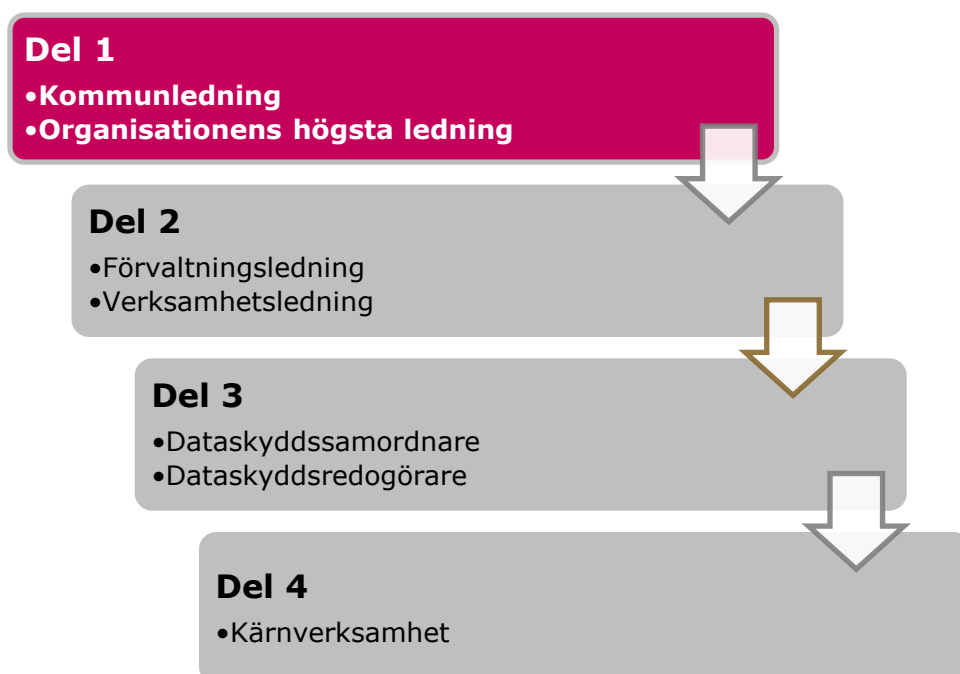 Del 1
•Kommunledning
•Organisationens högsta ledning
Del 2
•Förvaltningsledning
•Verksamhetsledning
Del 3
•Dataskyddssamordnare
•Dataskyddsredogörare
Del 4
•Kärnverksamhet